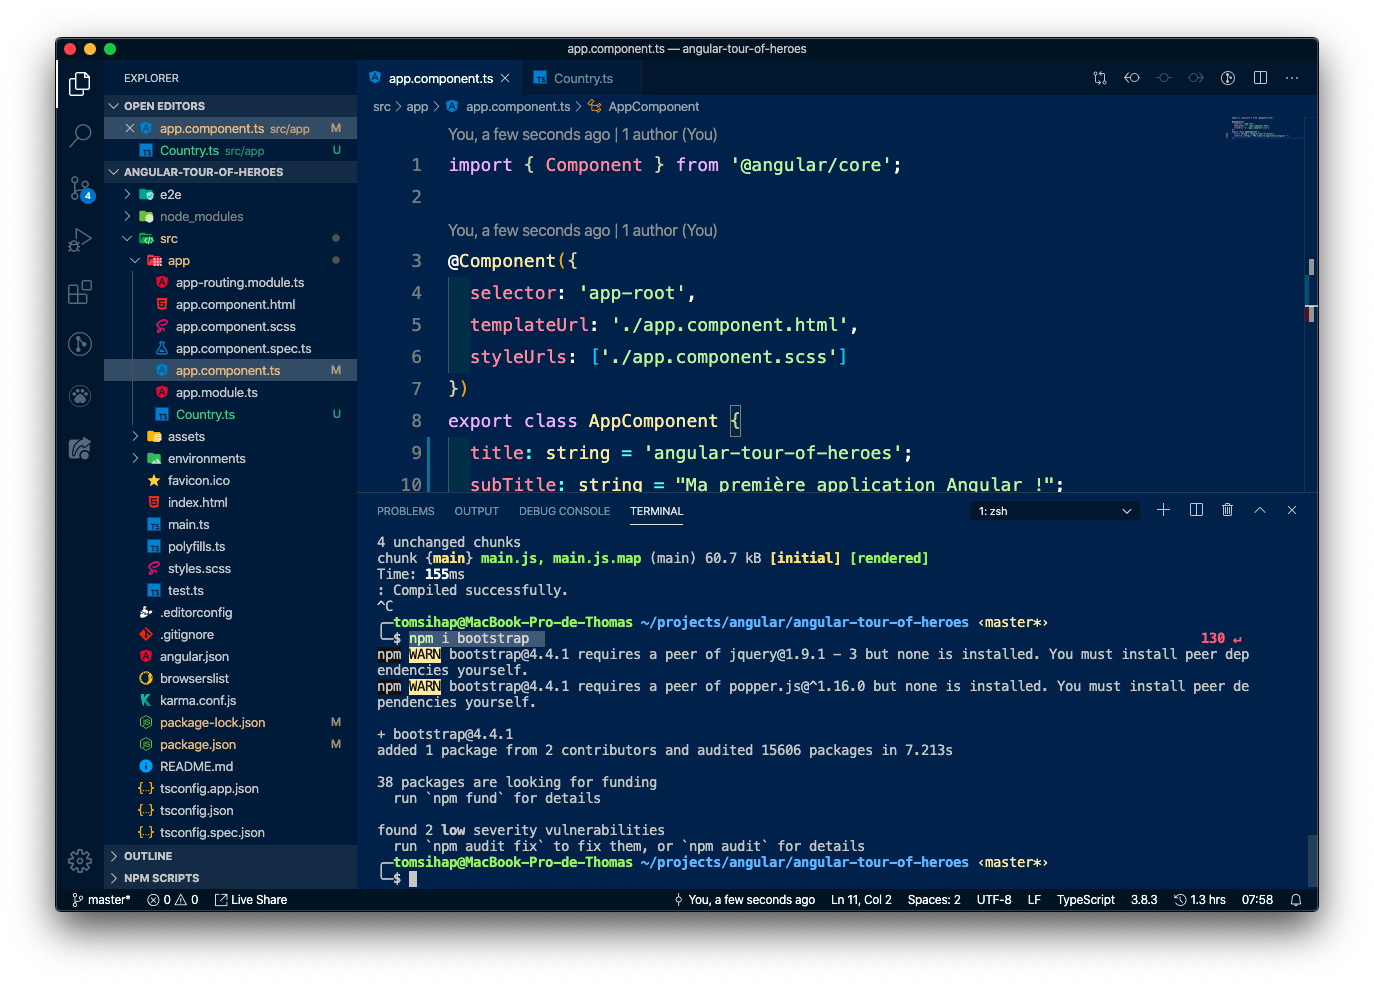 app.component.ts — angular-tour-of-heroes
EXPLORER
OPEN EDITORS
app.component.ts src/app M
Country.ts src/app U
ANGULAR-TOUR-OF-HEROES
e2e
node_modules
src
app
app-routing.module.ts
app.component.html
app.component.scss
app.component.spec.ts
app.component.ts M
app.module.ts
Country.ts U
assets
environments
favicon.ico
index.html
main.ts
polyfills.ts
styles.scss
test.ts
.editorconfig
.gitignore
angular.json
browserslist
karma.conf.js
package-lock.json M
package.json M
README.md
tsconfig.app.json
tsconfig.json
tsconfig.spec.json
OUTLINE
NPM SCRIPTS
4
app.component.ts Country.ts
src > app > app.component.ts > AppComponent
You, a few seconds ago | 1 author (You)
1 import { Component } from '@angular/core';
2
You, a few seconds ago | 1 author (You)
3 @Component({
4 selector: 'app-root',
5 templateUrl: './app.component.html',
6 styleUrls: ['./app.component.scss']
7 })
8 export class AppComponent {
9 title: string = 'angular-tour-of-heroes';
10 subTitle: string = "Ma première application Angular !";
PROBLEMS OUTPUT DEBUG CONSOLE TERMINAL 1: zsh
4 unchanged chunks
chunk {main} main.js, main.js.map (main) 60.7 kB [initial] [rendered]
Time: 155ms
: Compiled successfully.
^C
tomsihap@MacBook-Pro-de-Thomas ~/projects/angular/angular-tour-of-heroes ‹master*›
$ npm i bootstrap 130 ↵
npm WARN bootstrap@4.4.1 requires a peer of jquery@1.9.1 - 3 but none is installed. You must install peer dep
endencies yourself.
npm WARN bootstrap@4.4.1 requires a peer of popper.js@^1.16.0 but none is installed. You must install peer de
pendencies yourself.
+ bootstrap@4.4.1
added 1 package from 2 contributors and audited 15606 packages in 7.213s
38 packages are looking for funding
run `npm fund` for details
found 2 low severity vulnerabilities
run `npm audit fix` to fix them, or `npm audit` for details
tomsihap@MacBook-Pro-de-Thomas ~/projects/angular/angular-tour-of-heroes ‹master*›
$
master* 0 0 Live Share You, a few seconds ago Ln 11, Col 2 Spaces: 2 UTF-8 LF TypeScript 3.8.3 1.3 hrs 07:58